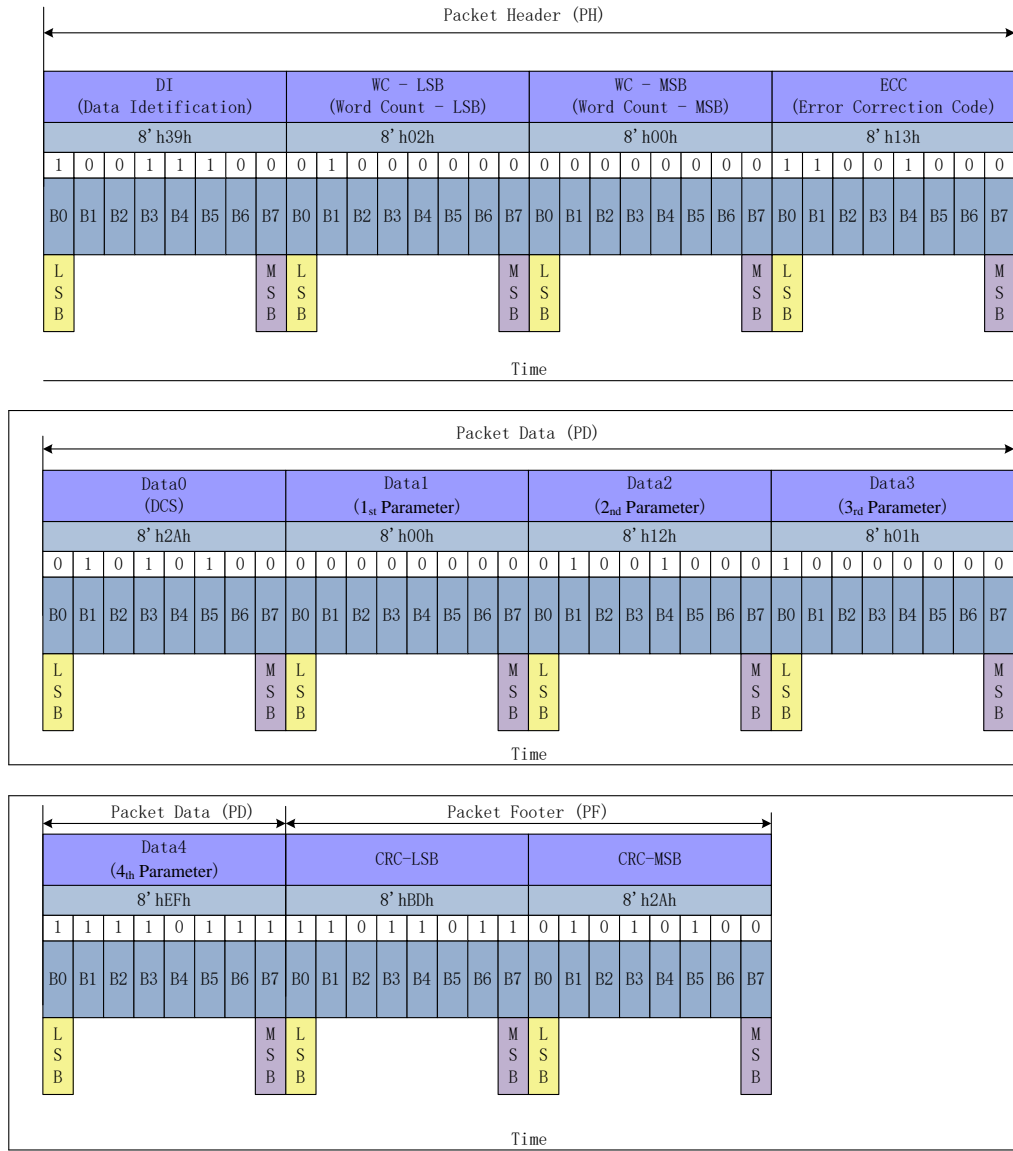 Packet Header (PH)
DI WC - LSB WC - MSB ECC
(Data Idetification) (Word Count - LSB) (Word Count - MSB) (Error Correction Code)
8'h39h 8'h02h 8'h00h 8'h13h
1 0 0 1 1 1 0 0 0 1 0 0 0 0 0 0 0 0 0 0 0 0 0 0 1 1 0 0 1 0 0 0
B0 B1 B2 B3 B4 B5 B6 B7 B0 B1 B2 B3 B4 B5 B6 B7 B0 B1 B2 B3 B4 B5 B6 B7 B0 B1 B2 B3 B4 B5 B6 B7
LSB MSB LSB MSB LSB MSB LSB MSB
Time
Packet Data (PD)
Data0 Data1 Data2 Data3
(DCS) (1st Parameter) (2nd Parameter) (3rd Parameter)
8'h2Ah 8'h00h 8'h12h 8'h01h
0 1 0 1 0 1 0 0 0 0 0 0 0 0 0 0 0 1 0 0 1 0 0 0 1 0 0 0 0 0 0 0
B0 B1 B2 B3 B4 B5 B6 B7 B0 B1 B2 B3 B4 B5 B6 B7 B0 B1 B2 B3 B4 B5 B6 B7 B0 B1 B2 B3 B4 B5 B6 B7
LSB MSB LSB MSB LSB MSB LSB MSB
Time
Packet Data (PD) Packet Footer (PF)
Data4 CRC-LSB CRC-MSB
(4th Parameter)
8'hEFh 8'hBDh 8'h2Ah
1 1 1 1 0 1 1 1 1 1 0 1 1 0 1 1 0 1 0 1 0 1 0 0
B0 B1 B2 B3 B4 B5 B6 B7 B0 B1 B2 B3 B4 B5 B6 B7 B0 B1 B2 B3 B4 B5 B6 B7
LSB MSB LSB MSB LSB MSB
Time